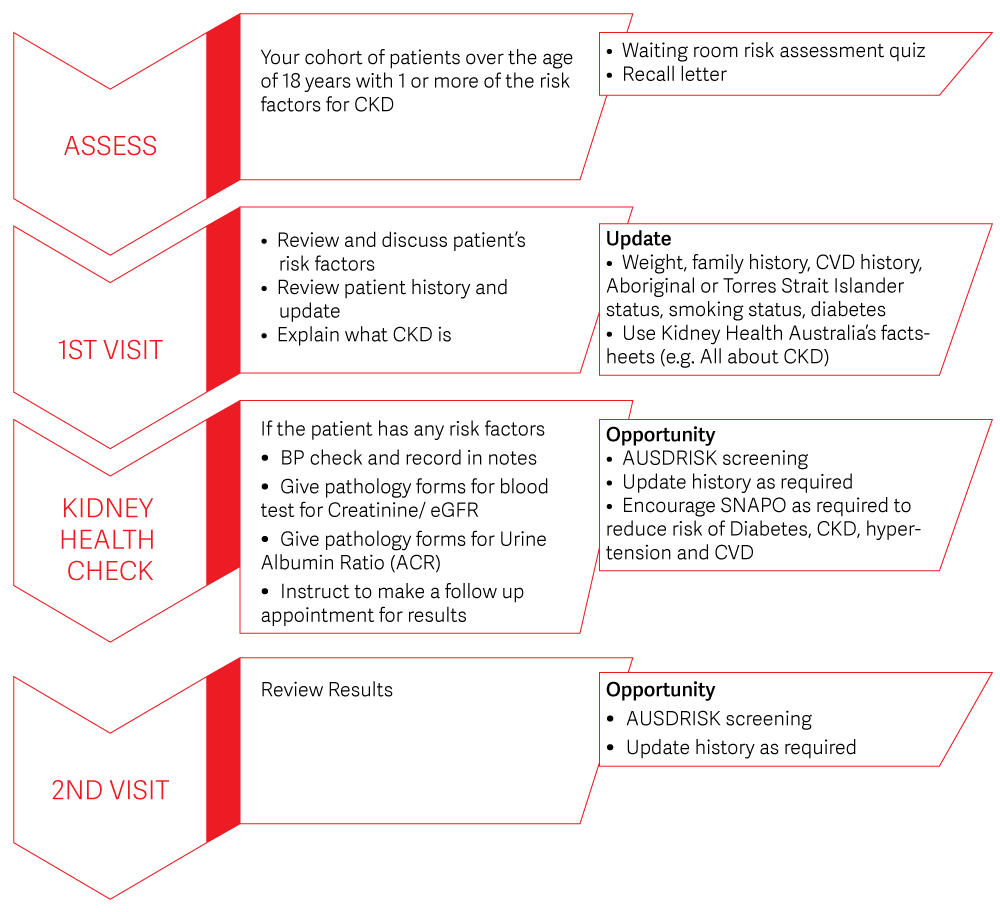 ASSESS
Your cohort of patients over the age
of 18 years with 1 or more of the risk
factors for CKD
• Waiting room risk assessment quiz
• Recall letter
1ST VISIT
• Review and discuss patient’s
risk factors
• Review patient history and
update
• Explain what CKD is
Update
• Weight, family history, CVD history,
Aboriginal or Torres Strait Islander
status, smoking status, diabetes
• Use Kidney Health Australia’s facts-
heets (e.g. All about CKD)
KIDNEY
HEALTH
CHECK
If the patient has any risk factors
• BP check and record in notes
• Give pathology forms for blood
test for Creatinine/ eGFR
• Give pathology forms for Urine
Albumin Ratio (ACR)
• Instruct to make a follow up
appointment for results
Opportunity
• AUSDRISK screening
• Update history as required
• Encourage SNAPO as required to
reduce risk of Diabetes, CKD, hyper-
tension and CVD
2ND VISIT
Review Results
Opportunity
• AUSDRISK screening
• Update history as required